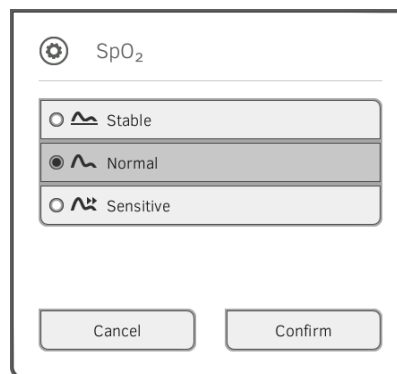 SpO₂
Stable
Normal
Sensitive
Cancel Confirm